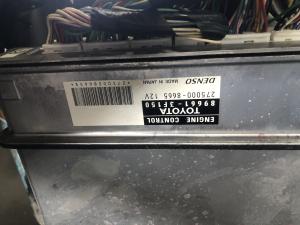 ENGINE CONTROL
TOYOTA
89661-3F150
275000-8665 12V
DENSO MADE IN JAPAN